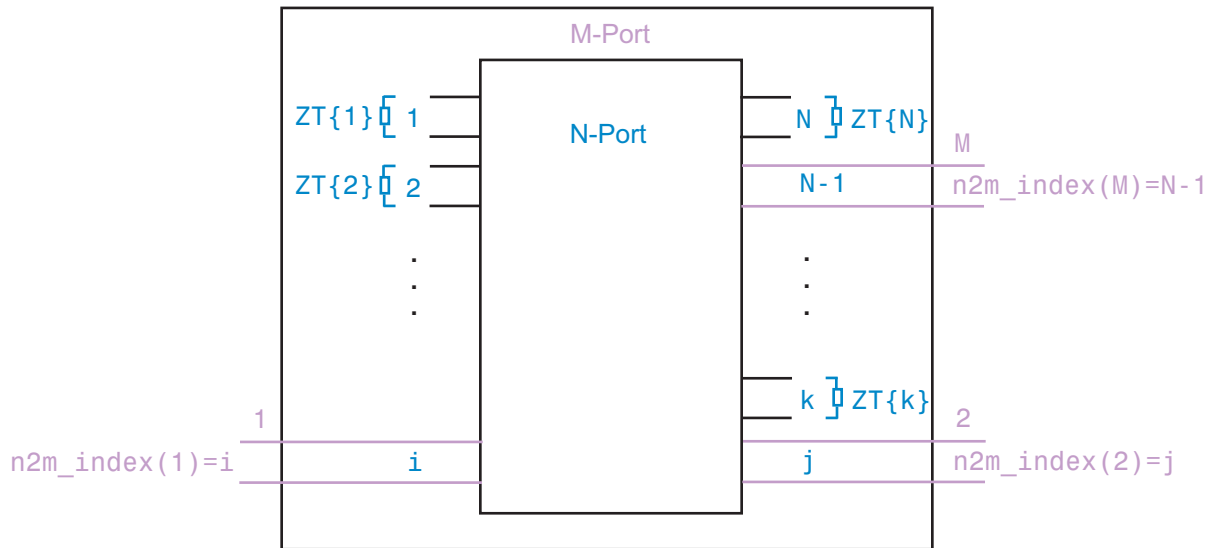 M-Port
ZT{1} 1 N ZT{N}
N-Port
M
ZT{2} 2 N-1 n2m_index(M)=N-1
k ZT{k}
1 2
n2m_index(1)=i i j n2m_index(2)=j